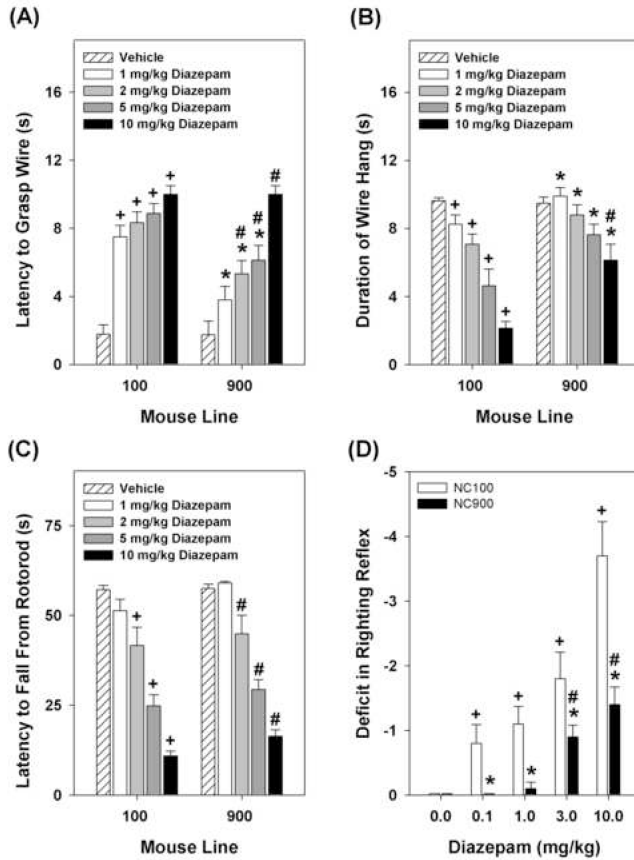 (A)
Vehicle
1 mg/kg Diazepam
2 mg/kg Diazepam
5 mg/kg Diazepam
10 mg/kg Diazepam
Latency to Grasp Wire (s)
16
12
8
4
0
+ + + +
* # * # * #
100 900
Mouse Line
(B)
Vehicle
1 mg/kg Diazepam
2 mg/kg Diazepam
5 mg/kg Diazepam
10 mg/kg Diazepam
Duration of Wire Hang (s)
16
12
8
4
0
+ + + +
* * * # *
100 900
Mouse Line
(C)
Vehicle
1 mg/kg Diazepam
2 mg/kg Diazepam
5 mg/kg Diazepam
10 mg/kg Diazepam
Latency to Fall From Rotorod (s)
75
50
25
0
+ + +
# # #
100 900
Mouse Line
(D)
NC100
NC900
Deficit in Righting Reflex
-5
-4
-3
-2
-1
0
+ * + * + # * + # *
0.0 0.1 1.0 3.0 10.0
Diazepam (mg/kg)